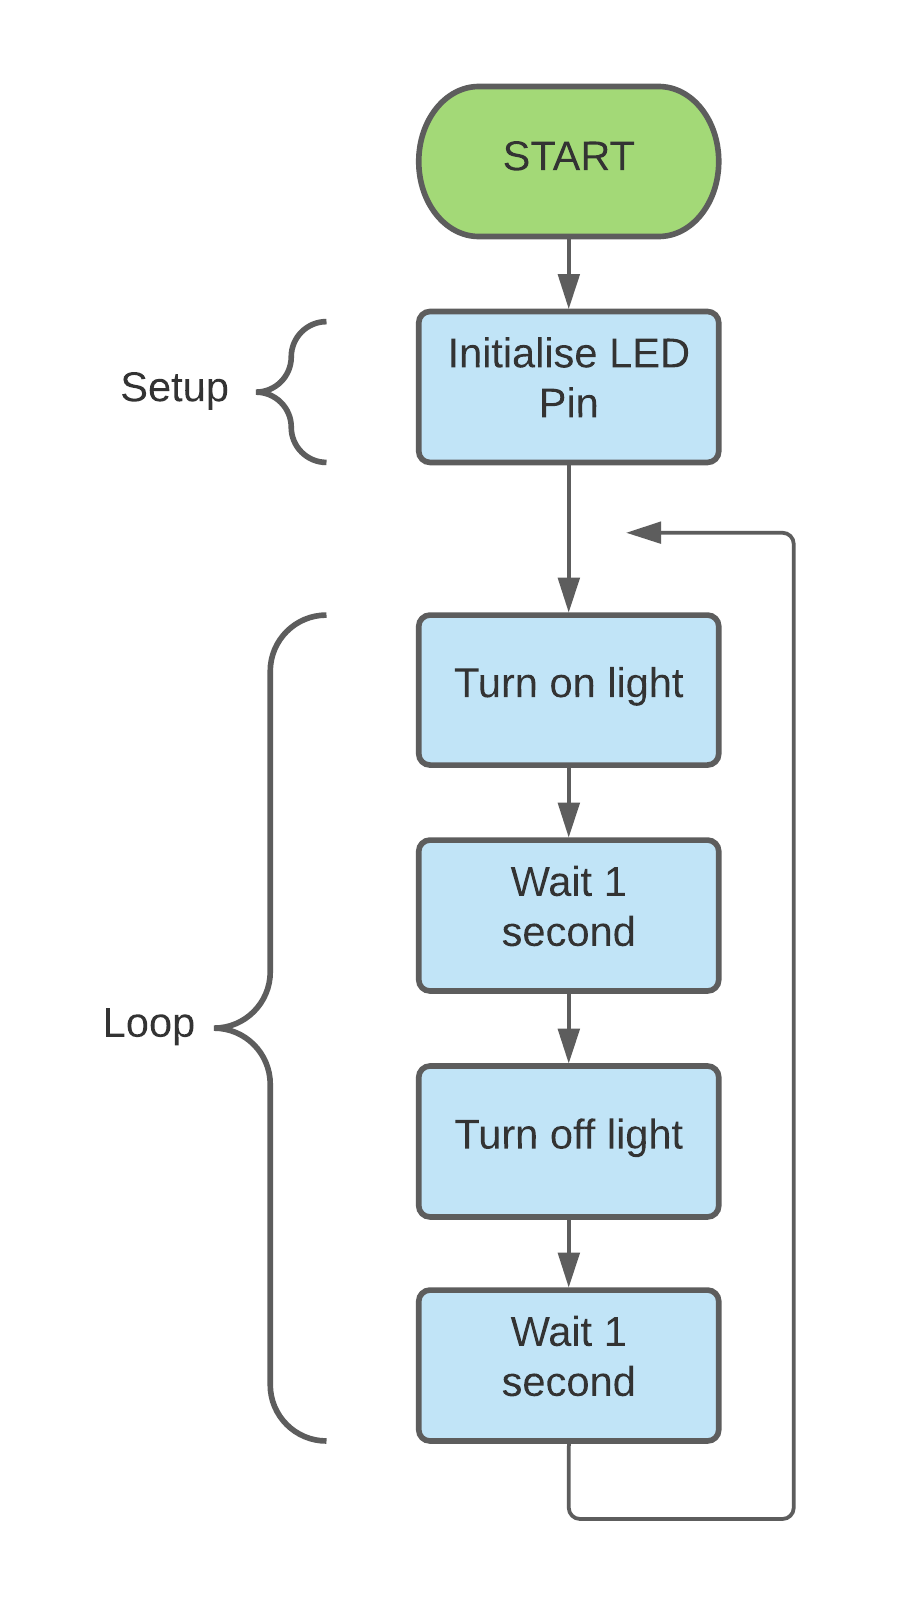 START
Initialise LED
Pin
Setup
Turn on light
Wait 1
second
Loop
Turn off light
Wait 1
second